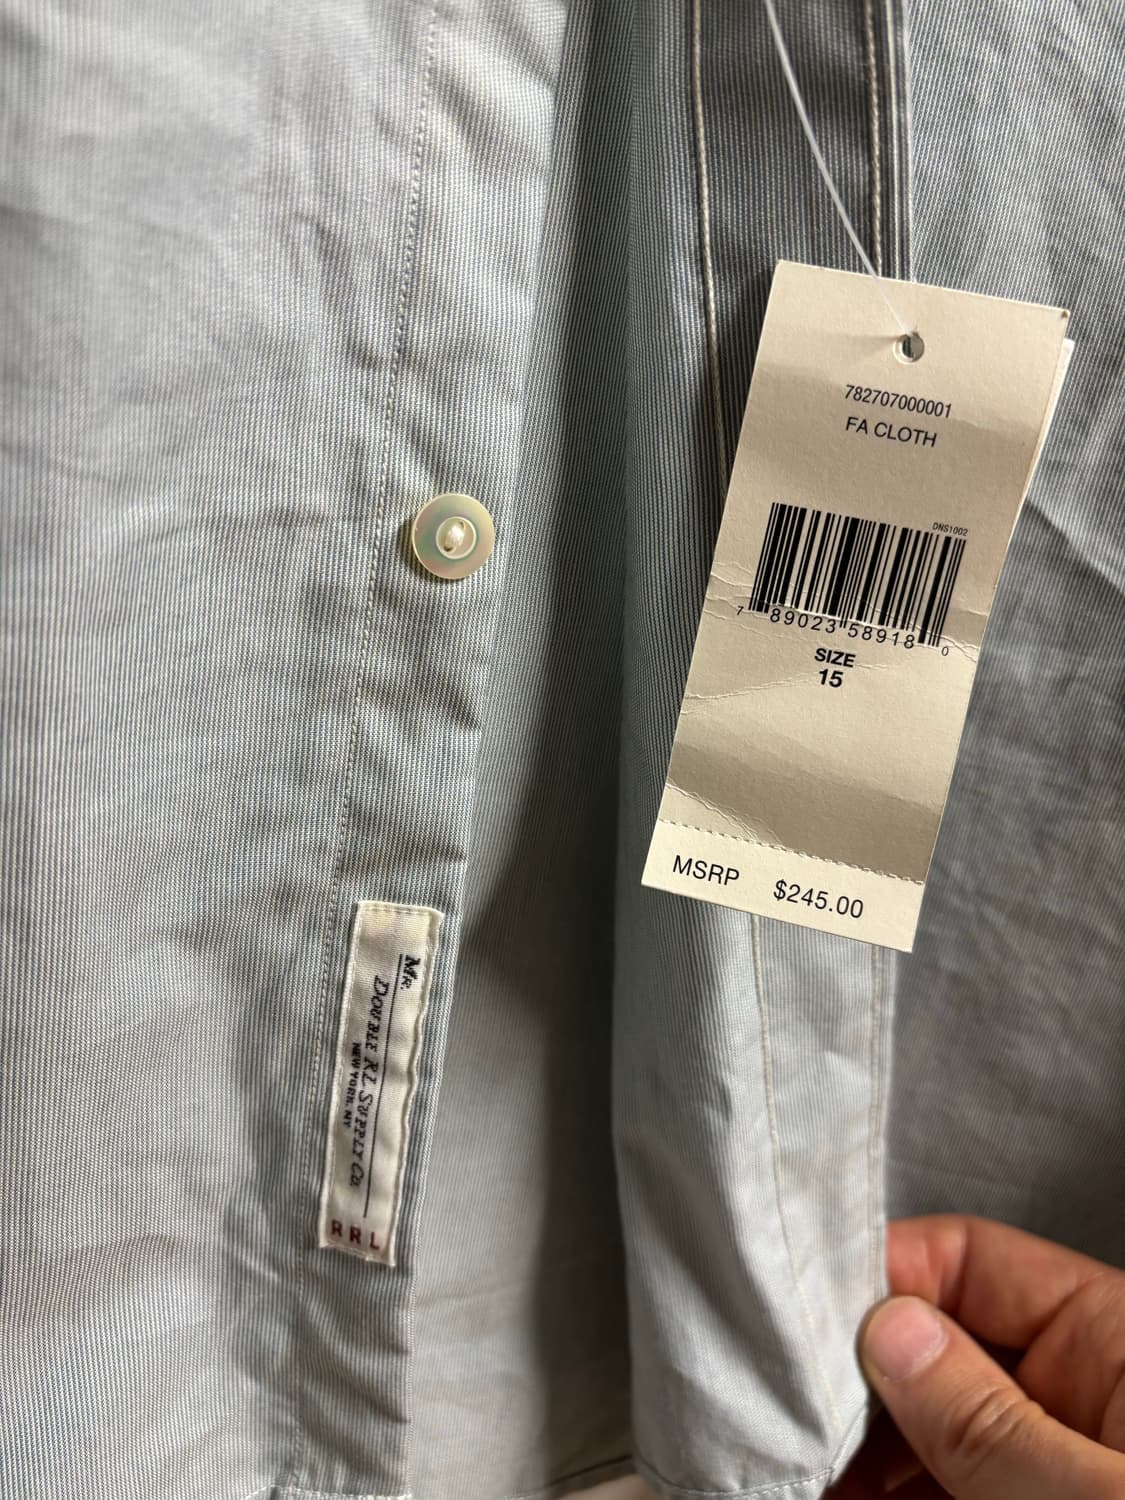 782707000001
FA CLOTH
DNS1002
7 89023 58918 0
SIZE
15
MSRP $245.00
MR.
DOUBLE RL SUPPLY CO.
NEW YORK, NY
RRL